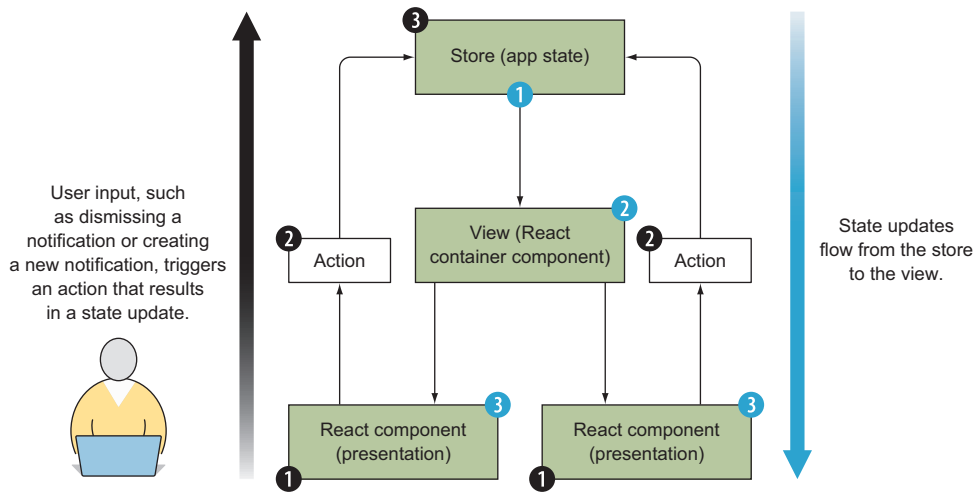 3
Store (app state)
1
User input, such
as dismissing a
notification or creating
a new notification, triggers
an action that results
in a state update.
2
Action
View (React
container component)
2
2
Action
State updates
flow from the store
to the view.
React component
(presentation)
3
1
React component
(presentation)
3
1